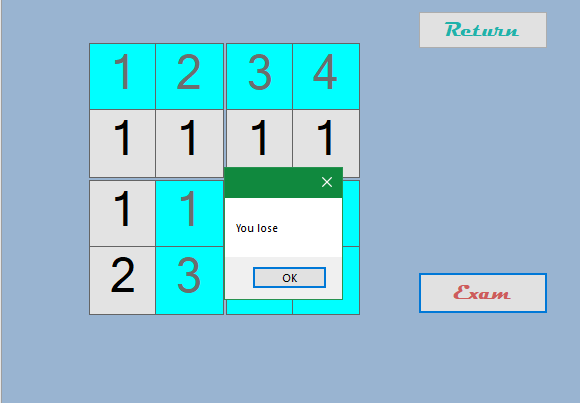 Return
1 2 3 4
1 1 1 1
1 1
You lose
2 3
OK
Exam